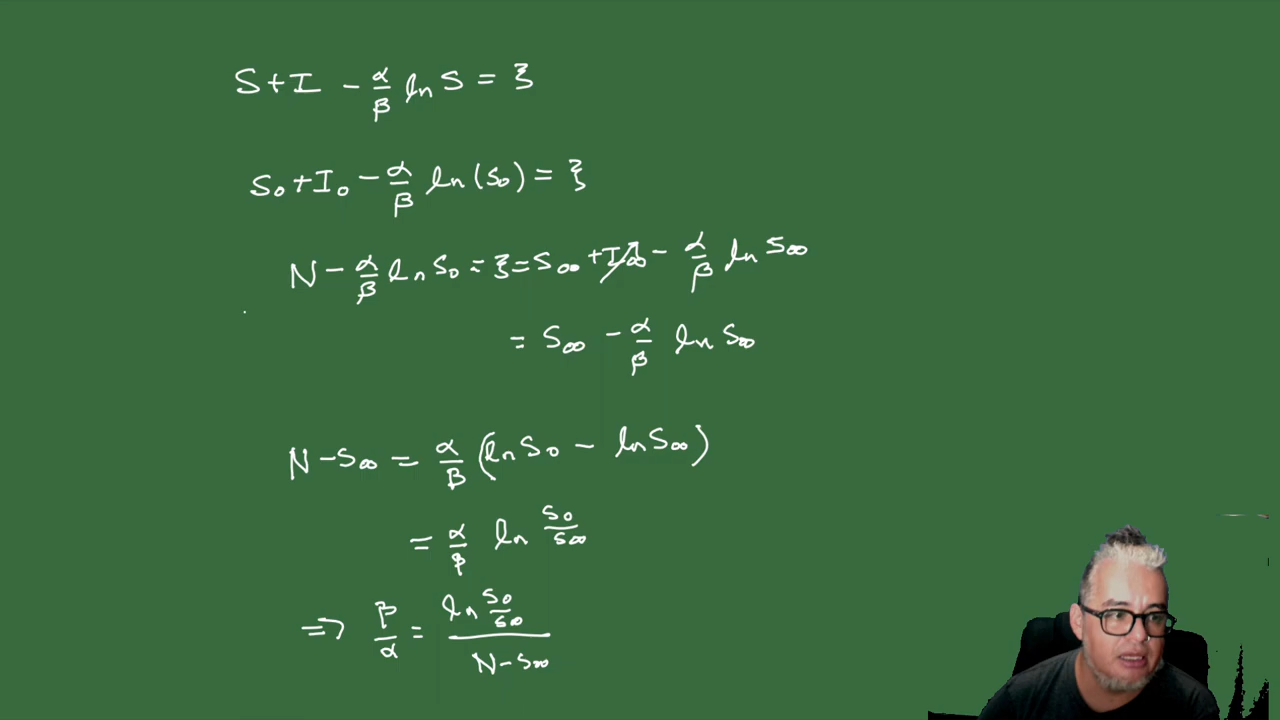 S+I - α/β ln S = ξ
S₀+I₀ - α/β ln(S₀) = ξ
N - α/β ln S₀ = ξ = S∞ + I∞ - α/β ln S∞
= S∞ - α/β ln S∞
N - S∞ = α/β (ln S₀ - ln S∞)
= α/β ln S₀/S∞
⇒ β/α = ln S₀/S∞ / N - S∞